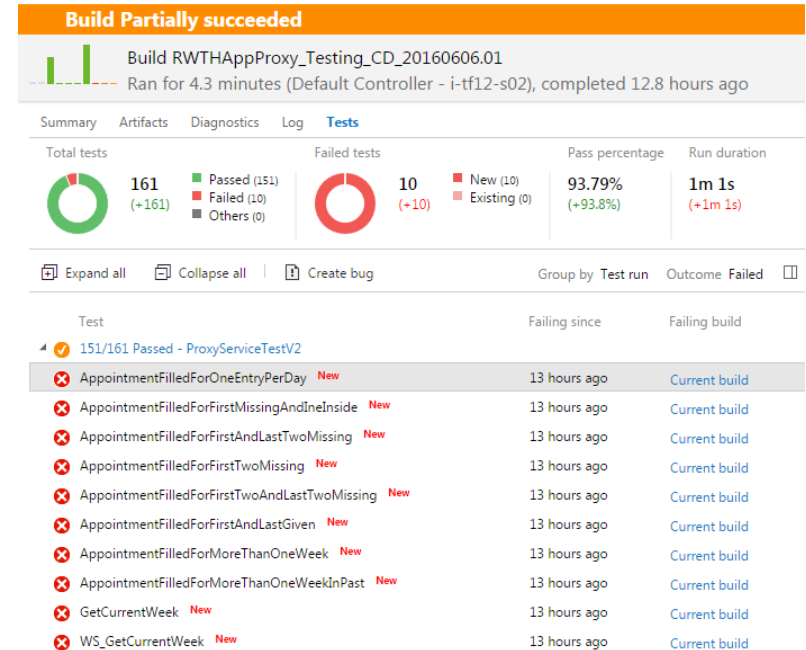 Build Partially succeeded
Build RWTHAppProxy_Testing_CD_20160606.01
Ran for 4.3 minutes (Default Controller - i-tf12-s02), completed 12.8 hours ago
Summary Artifacts Diagnostics Log Tests
Total tests Failed tests Pass percentage Run duration
161 (+161) Passed (151) Failed (10) Others (0) 10 (+10) New (10) Existing (0) 93.79% (+93.8%) 1m 1s (+1m 1s)
Expand all Collapse all Create bug Group by Test run Outcome Failed
Test Failing since Failing build
151/161 Passed - ProxyServiceTestV2
AppointmentFilledForOneEntryPerDay New 13 hours ago Current build
AppointmentFilledForFirstMissingAndIneInside New 13 hours ago Current build
AppointmentFilledForFirstAndLastTwoMissing New 13 hours ago Current build
AppointmentFilledForFirstTwoMissing New 13 hours ago Current build
AppointmentFilledForFirstTwoAndLastTwoMissing New 13 hours ago Current build
AppointmentFilledForFirstAndLastGiven New 13 hours ago Current build
AppointmentFilledForMoreThanOneWeek New 13 hours ago Current build
AppointmentFilledForMoreThanOneWeekInPast New 13 hours ago Current build
GetCurrentWeek New 13 hours ago Current build
WS_GetCurrentWeek New 13 hours ago Current build